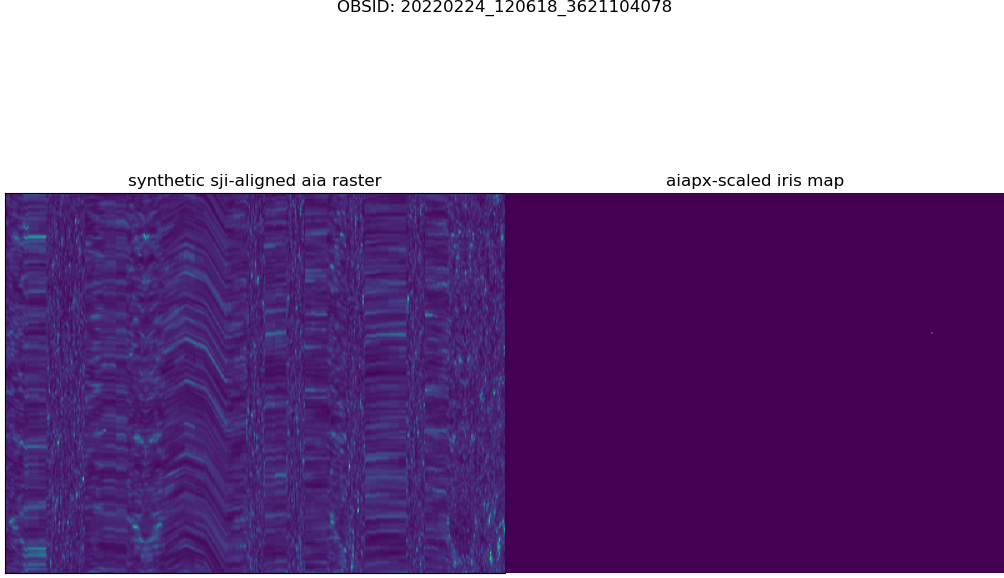 OBSID: 20220224_120618_3621104078
synthetic sji-aligned aia raster
aiapx-scaled iris map